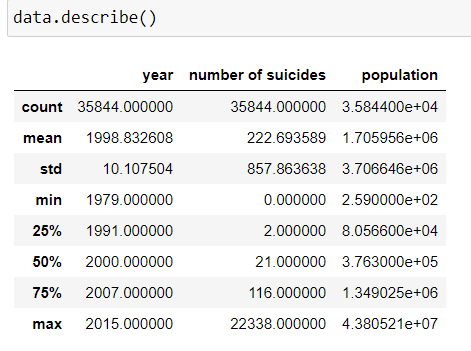 data.describe()
year number of suicides population
count 35844.000000 35844.000000 3.584400e+04
mean 1998.832608 222.693589 1.705956e+06
std 10.107504 857.863638 3.706646e+06
min 1979.000000 0.000000 2.590000e+02
25% 1991.000000 2.000000 8.056600e+04
50% 2000.000000 21.000000 3.763000e+05
75% 2007.000000 116.000000 1.349025e+06
max 2015.000000 22338.000000 4.380521e+07